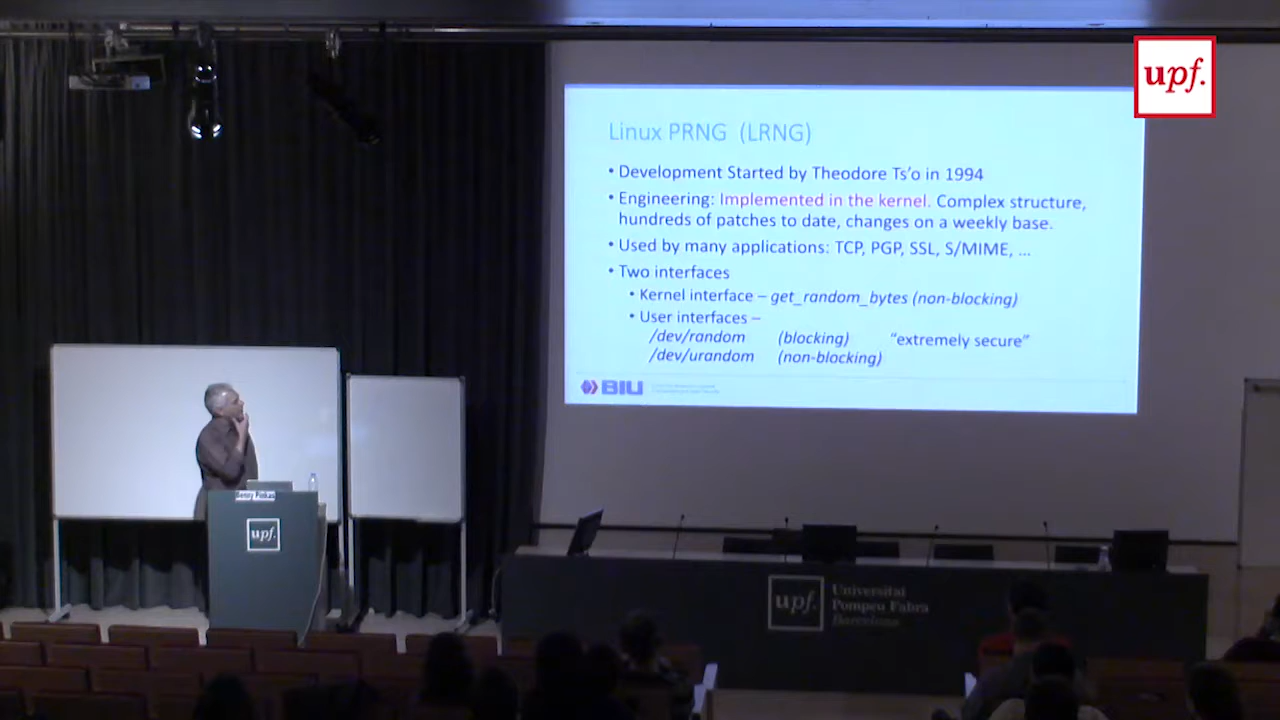 upf.
Linux PRNG (LRNG)
• Development Started by Theodore Ts'o in 1994
• Engineering: Implemented in the kernel. Complex structure,
hundreds of patches to date, changes on a weekly base.
• Used by many applications: TCP, PGP, SSL, S/MIME, ...
• Two interfaces
• Kernel interface – get_random_bytes (non-blocking)
• User interfaces –
/dev/random (blocking) "extremely secure"
/dev/urandom (non-blocking)
BIU
Benny Pinkas
upf.
upf.
Universitat
Pompeu Fabra
Barcelona